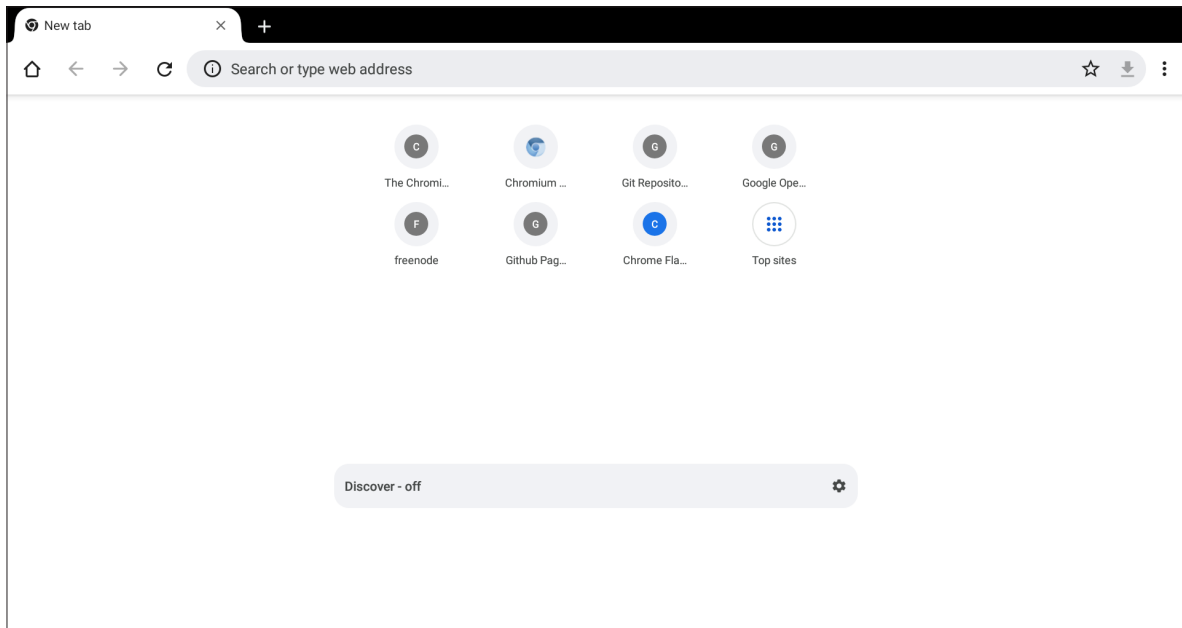 New tab
Search or type web address
C
G
G
The Chromi...
Chromium ...
Git Reposito...
Google Ope...
F
G
C
freenode
Github Pag...
Chrome Fla...
Top sites
Discover - off